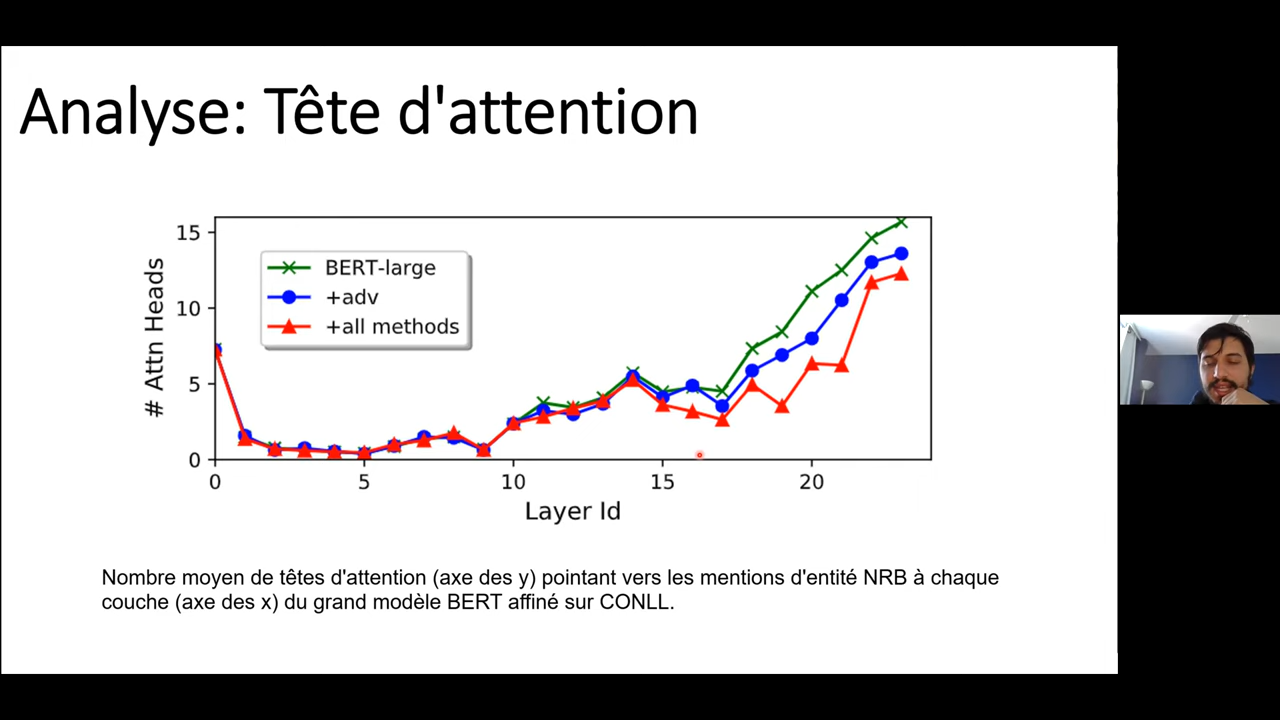 Analyse: Tête d'attention
# Attn Heads
15
10
5
0
BERT-large
+adv
+all methods
0 5 10 15 20
Layer Id
Nombre moyen de têtes d'attention (axe des y) pointant vers les mentions d'entité NRB à chaque
couche (axe des x) du grand modèle BERT affiné sur CONLL.